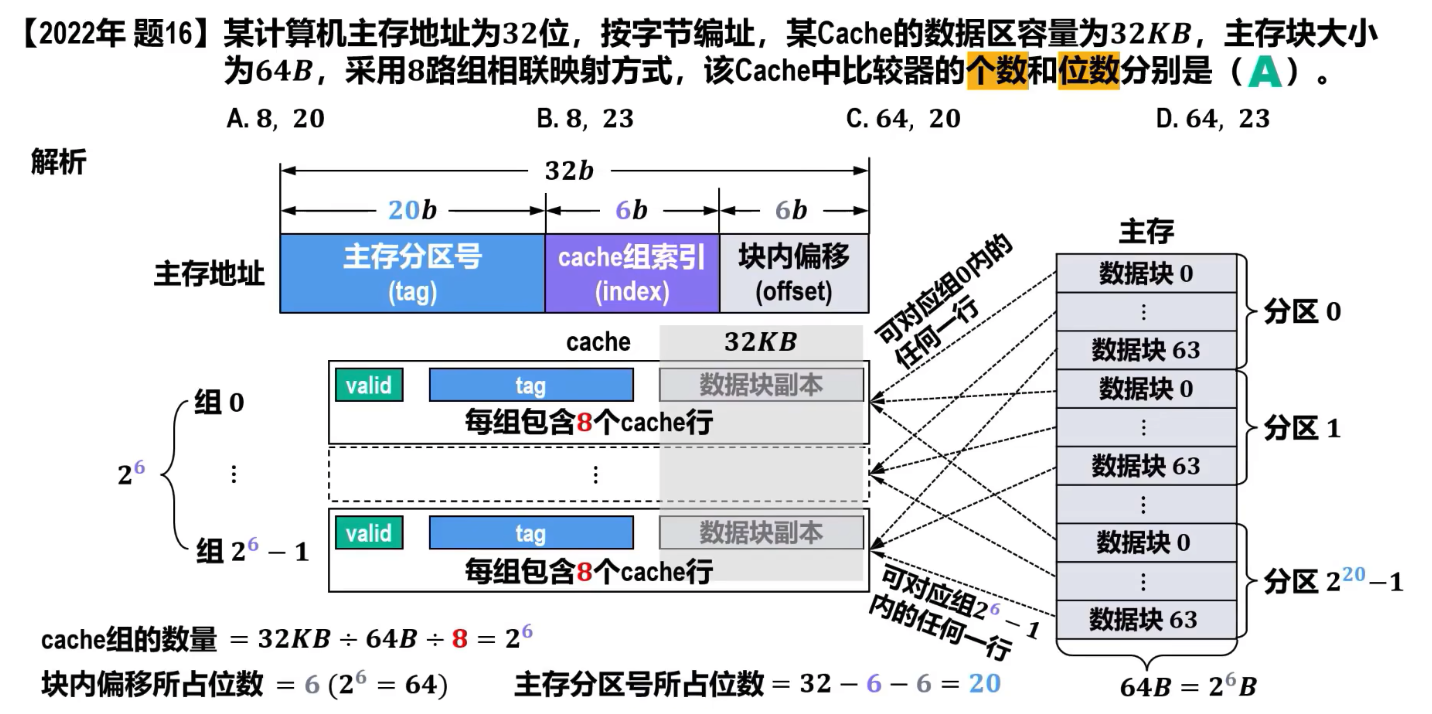 【2022年 题16】某计算机主存地址为32位，按字节编址，某Cache的数据区容量为32KB，主存块大小
为64B，采用8路组相联映射方式，该Cache中比较器的个数和位数分别是（A）。
A. 8，20 B. 8，23 C. 64，20 D. 64，23
解析
32b
20b 6b 6b
主存地址
主存分区号
(tag)
cache组索引
(index)
块内偏移
(offset)
cache 32KB
组 0
valid tag 数据块副本
每组包含8个cache行
2^6
⋮
⋮
组 2^6 − 1
valid tag 数据块副本
每组包含8个cache行
可对应组0内的
任何一行
可对应组2^6 − 1
内的任何一行
主存
数据块 0
⋮
数据块 63
分区 0
数据块 0
⋮
数据块 63
分区 1
⋮
数据块 0
⋮
数据块 63
分区 2^20−1
64B = 2^6B
cache组的数量 = 32KB ÷ 64B ÷ 8 = 2^6
块内偏移所占位数 = 6 (2^6 = 64) 主存分区号所占位数 = 32 − 6 − 6 = 20